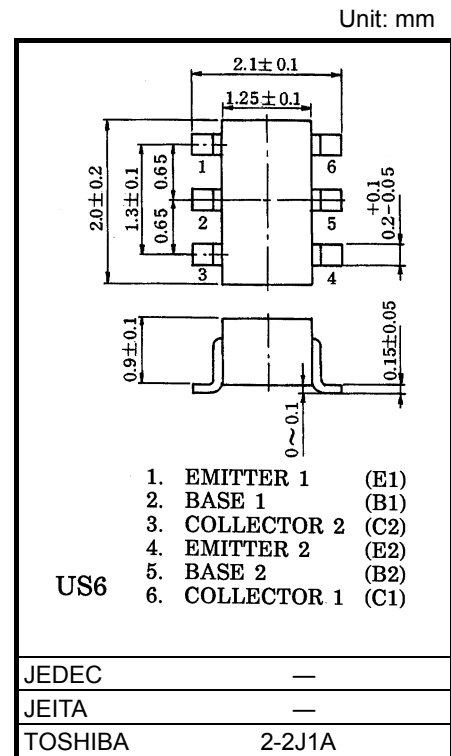 Unit: mm
2.1±0.1
1.25±0.1
2.0±0.2
1.3±0.1
0.65
0.65
1
2
3
6
5
4
+0.1
0.2-0.05
0.9±0.1
0.15±0.05
0~0.1
1. EMITTER 1 (E1)
2. BASE 1 (B1)
3. COLLECTOR 2 (C2)
4. EMITTER 2 (E2)
5. BASE 2 (B2)
6. COLLECTOR 1 (C1)
US6
JEDEC —
JEITA —
TOSHIBA 2-2J1A